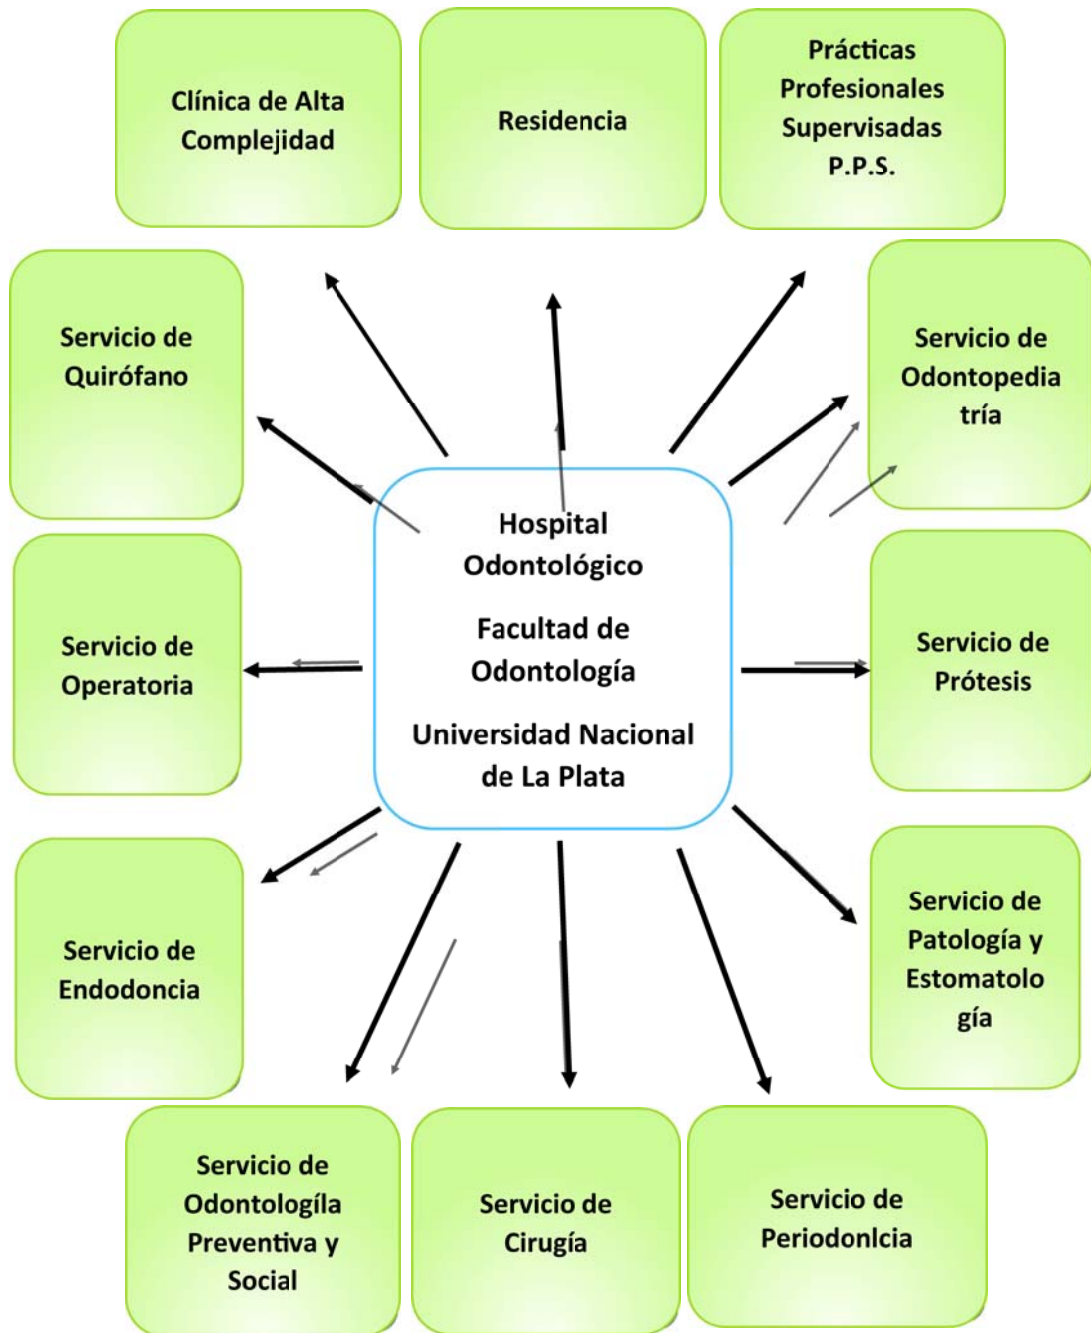 Clínica de Alta
Complejidad
Residencia
Prácticas
Profesionales
Supervisadas
P.P.S.
Servicio de
Quirófano
Servicio de
Odontopedia
tría
Hospital
Odontológico
Facultad de
Odontología
Universidad Nacional
de La Plata
Servicio de
Operatoria
Servicio de
Prótesis
Servicio de
Endodoncia
Servicio de
Patología y
Estomatolo
gía
Servicio de
Odontologíla
Preventiva y
Social
Servicio de
Cirugía
Servicio de
Periodonlcia